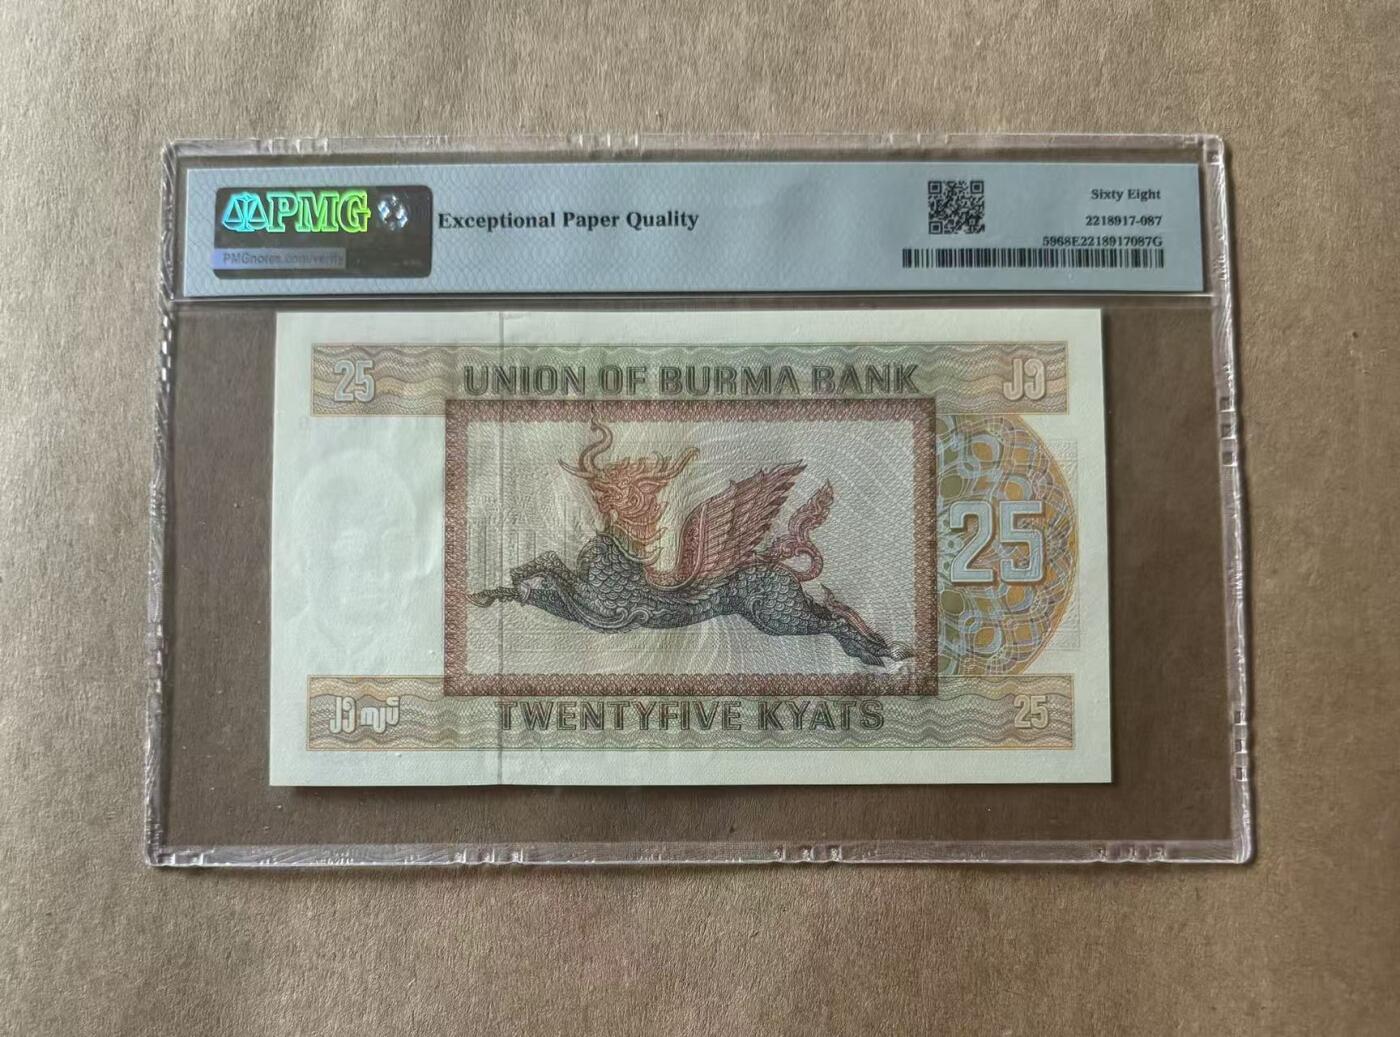 PMG
PMGnotes.com/verify
Exceptional Paper Quality
Sixty Eight
2218917-087
5968E2218917087G
25
UNION OF BURMA BANK
၂၅
25
၂၅ ကျပ်
TWENTYFIVE KYATS
25